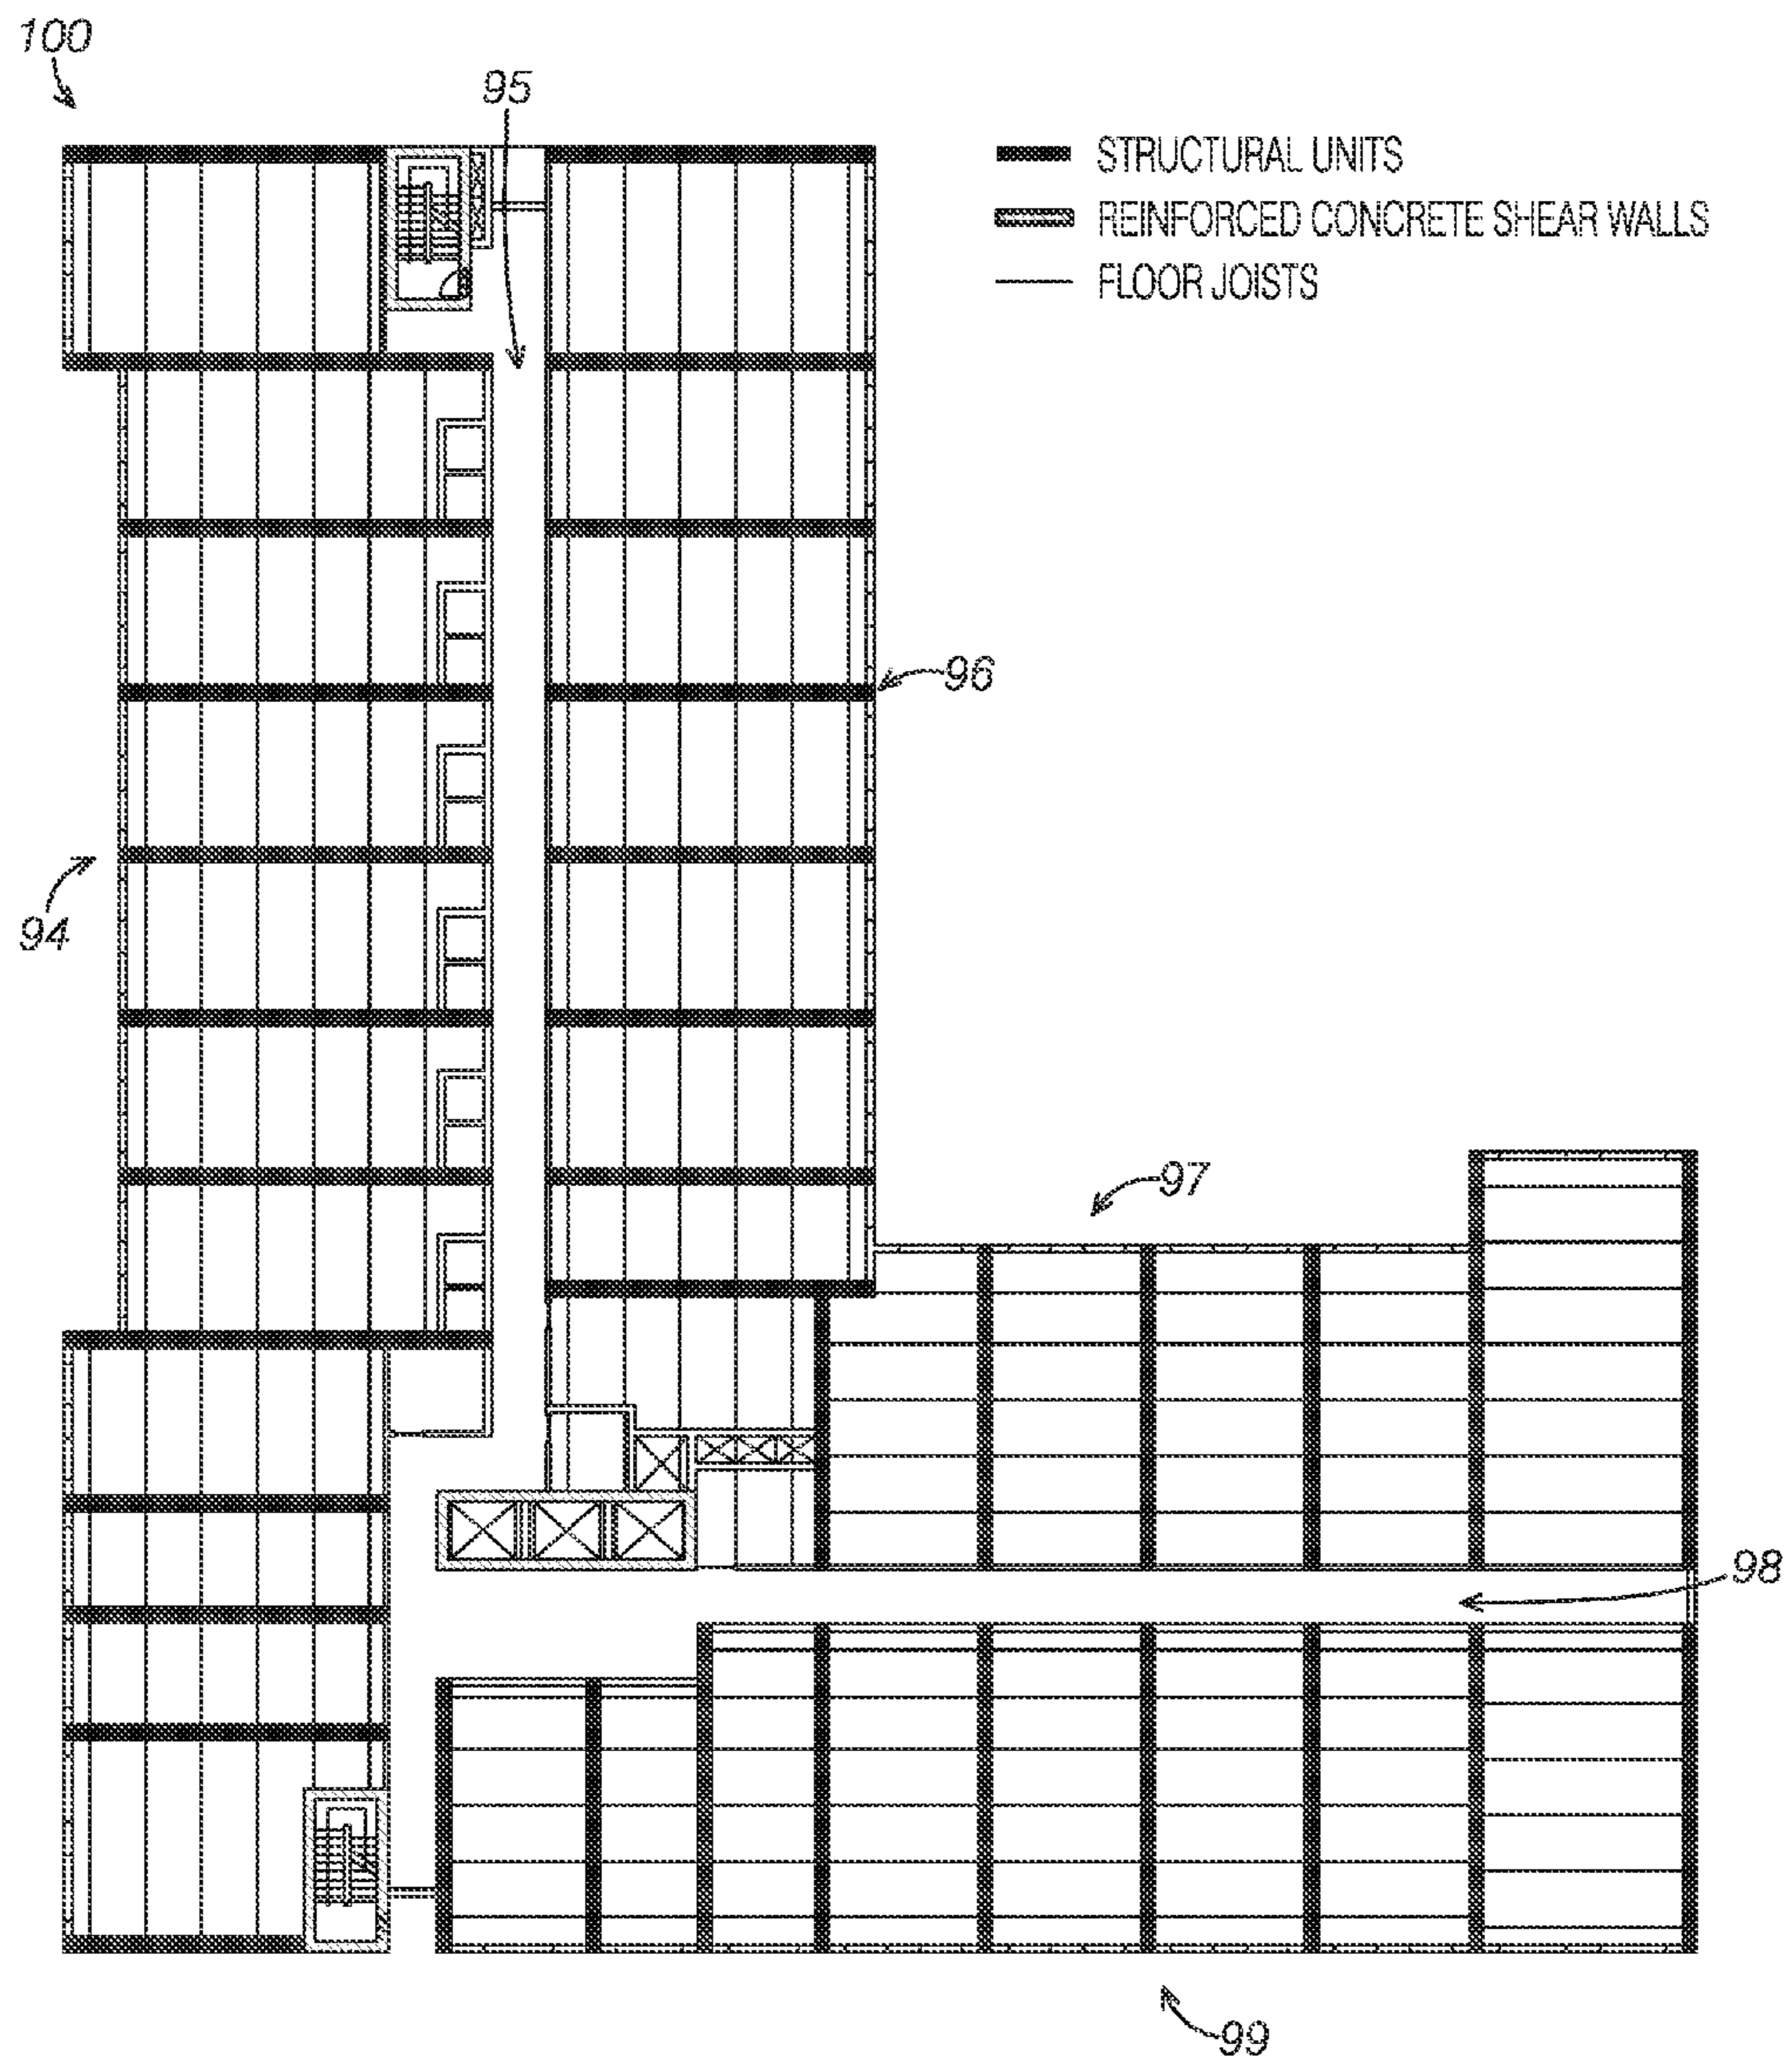 100
95
STRUCTURAL UNITS
REINFORCED CONCRETE SHEAR WALLS
FLOOR JOISTS
96
94
97
98
99